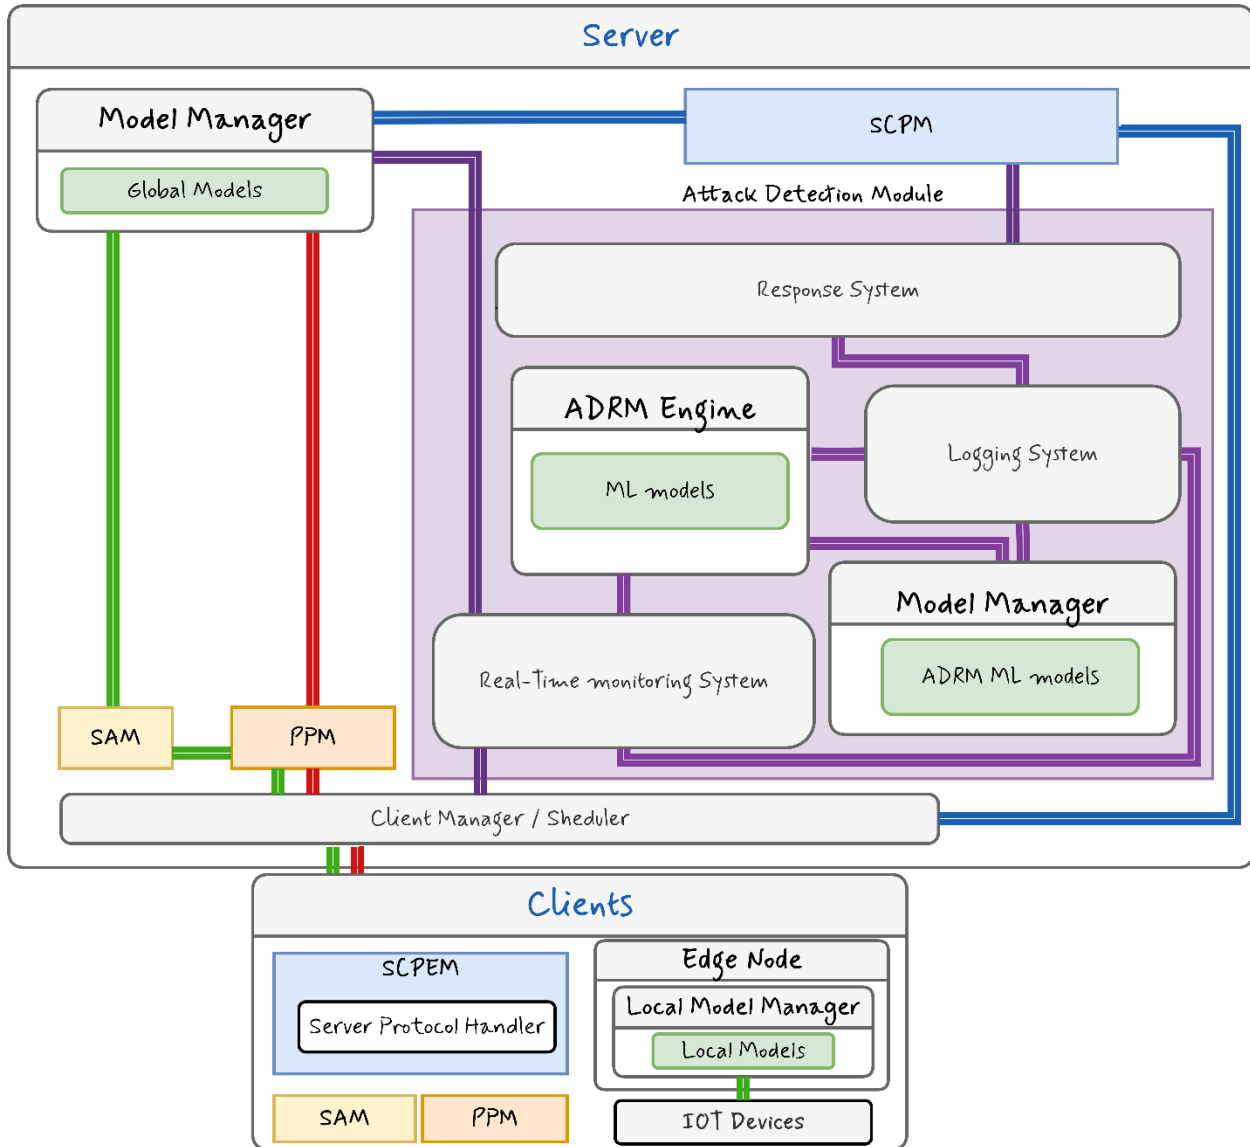 Server
Model Manager
Global Models
SCPM
Attack Detection Module
Response System
ADRM Engine
ML models
Logging System
Model Manager
ADRM ML models
Real-Time monitoring System
SAM
PPM
Client Manager / Sheduler
Clients
SCPEM
Server Protocol Handler
Edge Node
Local Model Manager
Local Models
SAM
PPM
IOT Devices